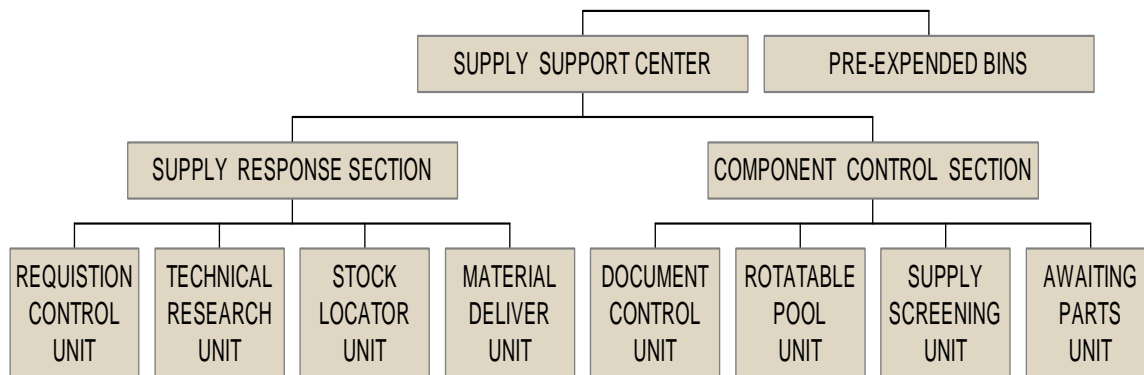 SUPPLY SUPPORT CENTER
PRE-EXPENDED BINS
SUPPLY RESPONSE SECTION
COMPONENT CONTROL SECTION
REQUISTION
CONTROL
UNIT
TECHNICAL
RESEARCH
UNIT
STOCK
LOCATOR
UNIT
MATERIAL
DELIVER
UNIT
DOCUMENT
CONTROL
UNIT
ROTATABLE
POOL
UNIT
SUPPLY
SCREENING
UNIT
AWAITING
PARTS
UNIT